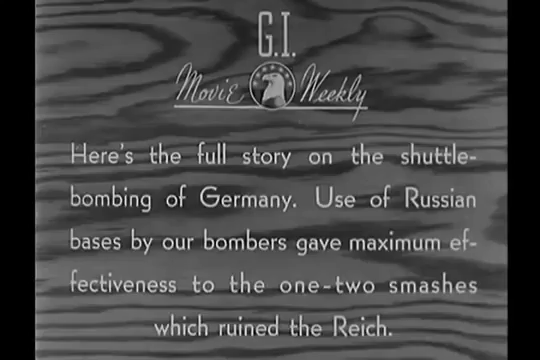 G.I.
Movie Weekly
Here's the full story on the shuttle-
bombing of Germany. Use of Russian
bases by our bombers gave maximum ef-
fectiveness to the one-two smashes
which ruined the Reich.